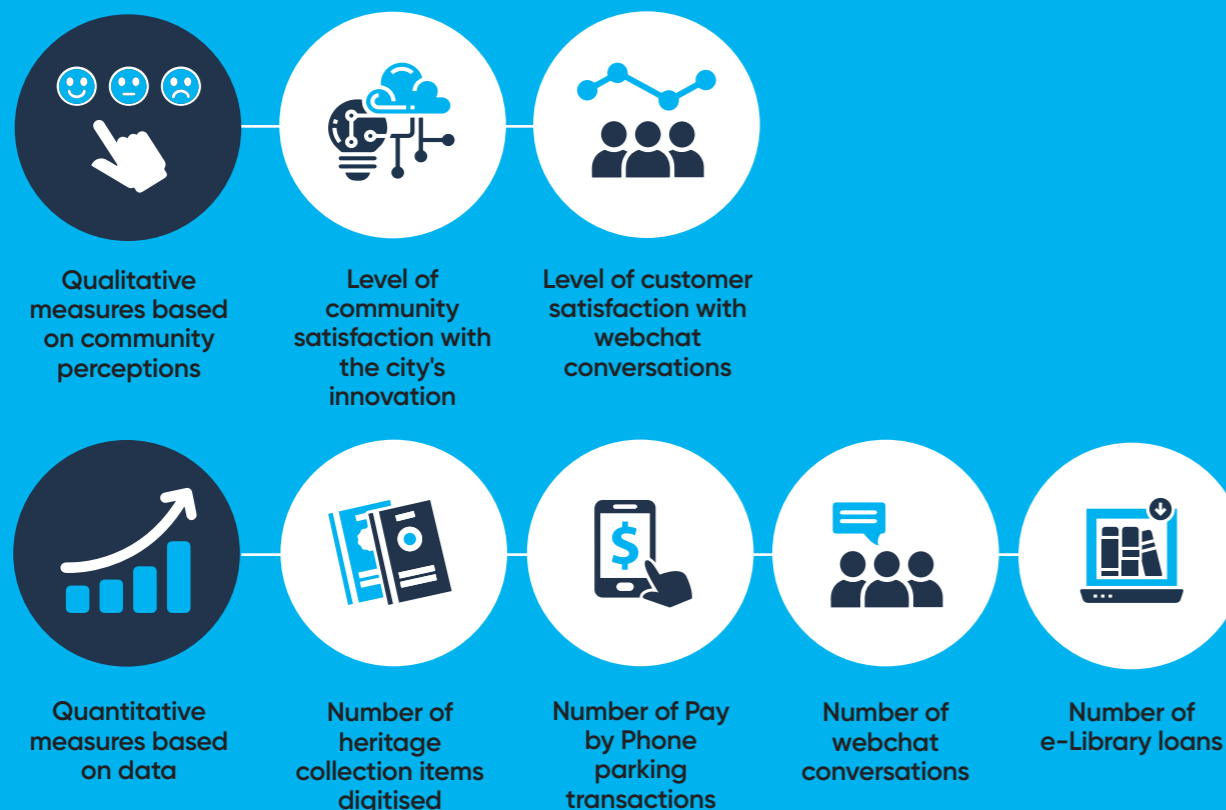 Qualitative
measures based
on community
perceptions
Level of
community
satisfaction with
the city's
innovation
Level of customer
satisfaction with
webchat
conversations
$
Quantitative
measures based
on data
Number of
heritage
collection items
digitised
Number of Pay
by Phone
parking
transactions
Number of
webchat
conversations
Number of
e-Library loans